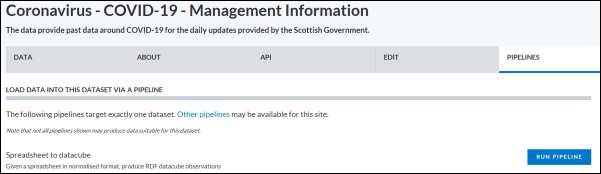 Coronavirus - COVID-19 - Management Information
The data provide past data around COVID-19 for the daily updates provided by the Scottish Government.
DATA ABOUT API EDIT PIPELINES
LOAD DATA INTO THIS DATASET VIA A PIPELINE
The following pipelines target exactly one dataset. Other pipelines may be available for this site.
Note that not all pipelines shown may produce data suitable for this dataset.
Spreadsheet to datacube
RUN PIPELINE
Given a spreadsheet in normalised format, produce RDF datacube observations